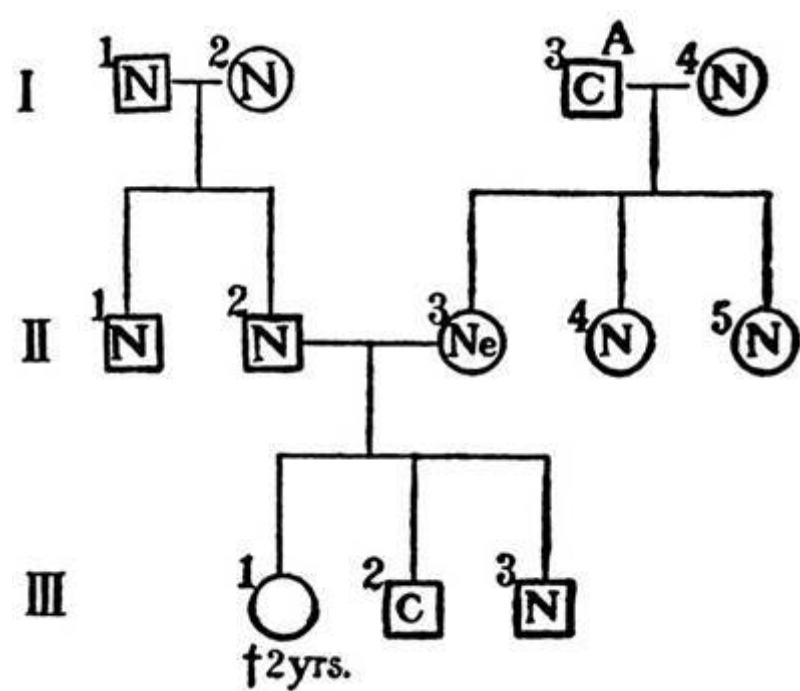 A
I 1 N 2 N 3 C 4 N
II 1 N 2 N 3 Ne 4 N 5 N
III 1 2 C 3 N
†2yrs.